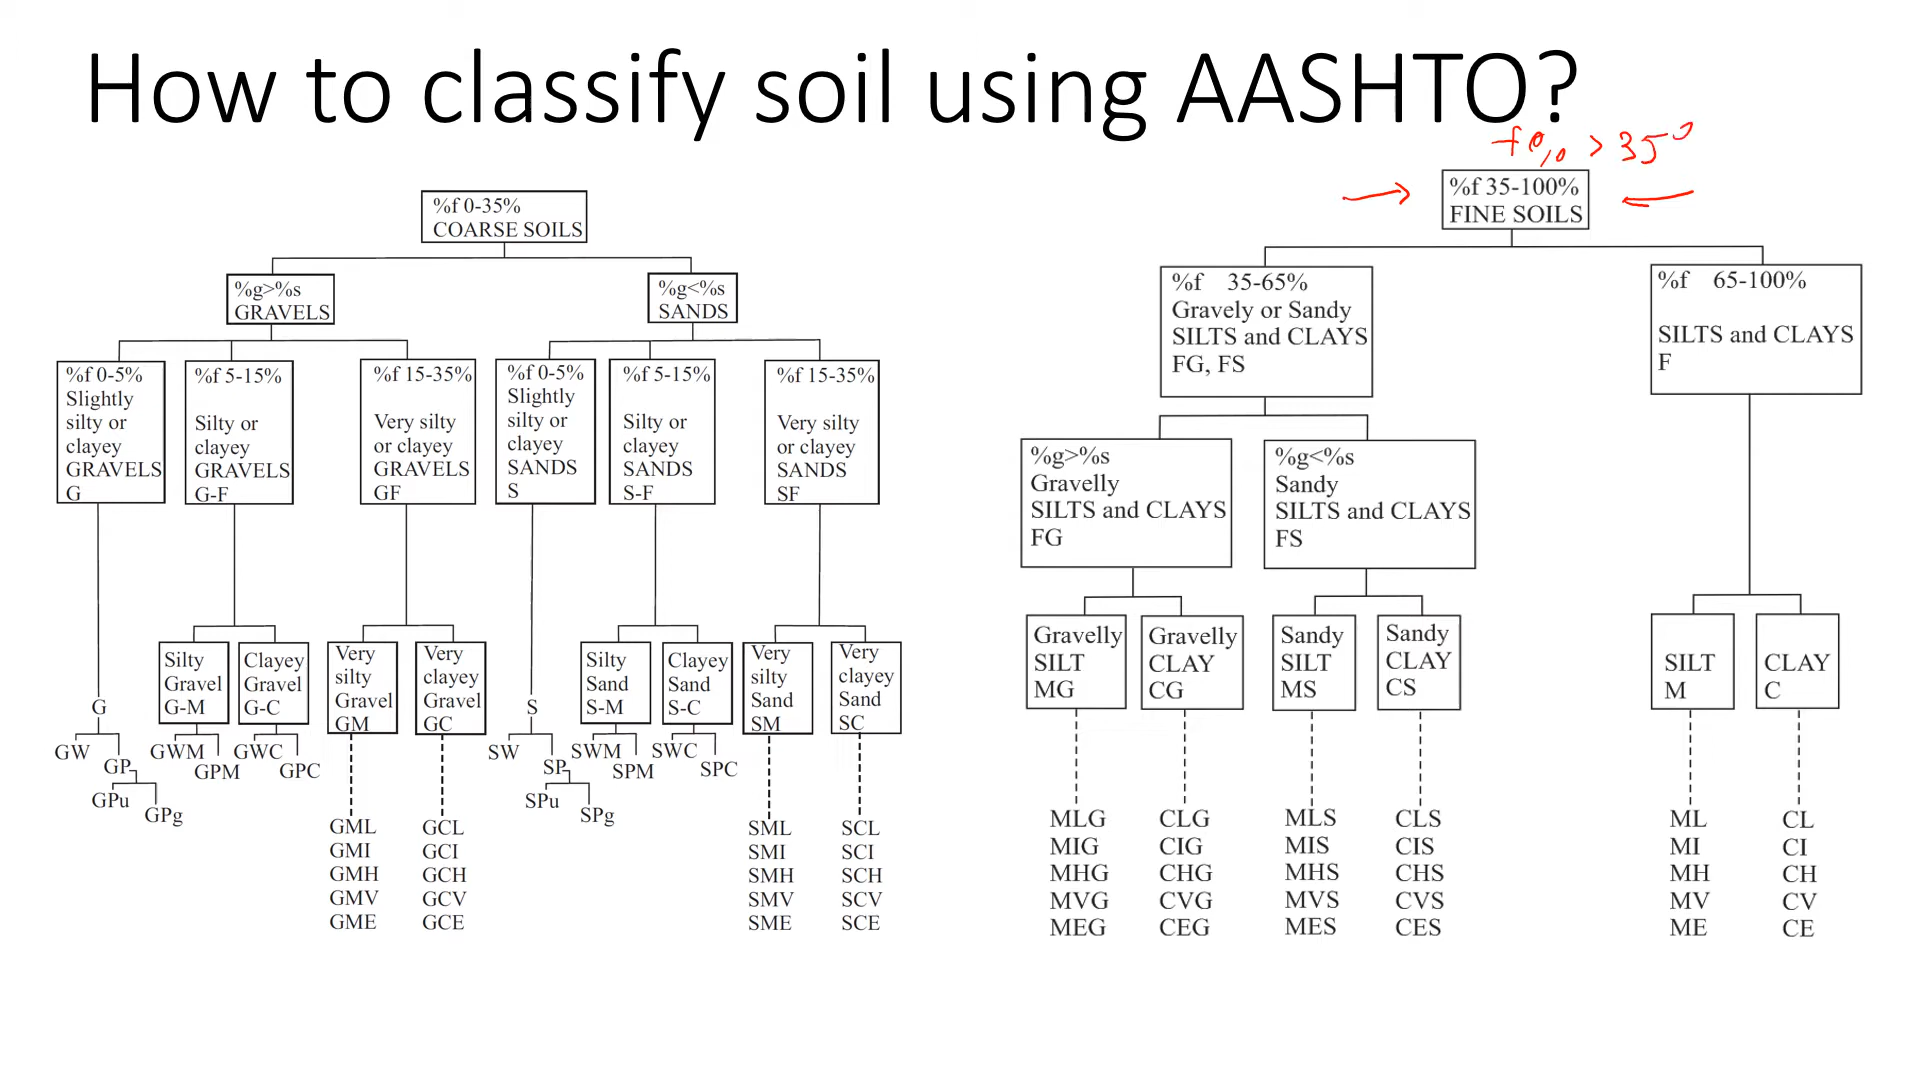 How to classify soil using AASHTO?
%f 0-35%
COARSE SOILS
%g>%s
GRAVELS
%g<%s
SANDS
%f 0-5%
Slightly
silty or
clayey
GRAVELS
G
%f 5-15%
Silty or
clayey
GRAVELS
G-F
%f 15-35%
Very silty
or clayey
GRAVELS
GF
%f 0-5%
Slightly
silty or
clayey
SANDS
S
%f 5-15%
Silty or
clayey
SANDS
S-F
%f 15-35%
Very silty
or clayey
SANDS
SF
G
Silty
Gravel
G-M
Clayey
Gravel
G-C
Very
silty
Gravel
GM
Very
clayey
Gravel
GC
S
Silty
Sand
S-M
Clayey
Sand
S-C
Very
silty
Sand
SM
Very
clayey
Sand
SC
GW
GP
GPu
GPg
GWM
GPM
GWC
GPC
GML
GMI
GMH
GMV
GME
GCL
GCI
GCH
GCV
GCE
SW
SP
SPu
SPg
SWM
SPM
SWC
SPC
SML
SMI
SMH
SMV
SME
SCL
SCI
SCH
SCV
SCE
> 35
%f 35-100%
FINE SOILS
%f 35-65%
Gravely or Sandy
SILTS and CLAYS
FG, FS
%f 65-100%
SILTS and CLAYS
F
%g>%s
Gravelly
SILTS and CLAYS
FG
%g<%s
Sandy
SILTS and CLAYS
FS
Gravelly
SILT
MG
Gravelly
CLAY
CG
Sandy
SILT
MS
Sandy
CLAY
CS
SILT
M
CLAY
C
MLG
MIG
MHG
MVG
MEG
CLG
CIG
CHG
CVG
CEG
MLS
MIS
MHS
MVS
MES
CLS
CIS
CHS
CVS
CES
ML
MI
MH
MV
ME
CL
CI
CH
CV
CE